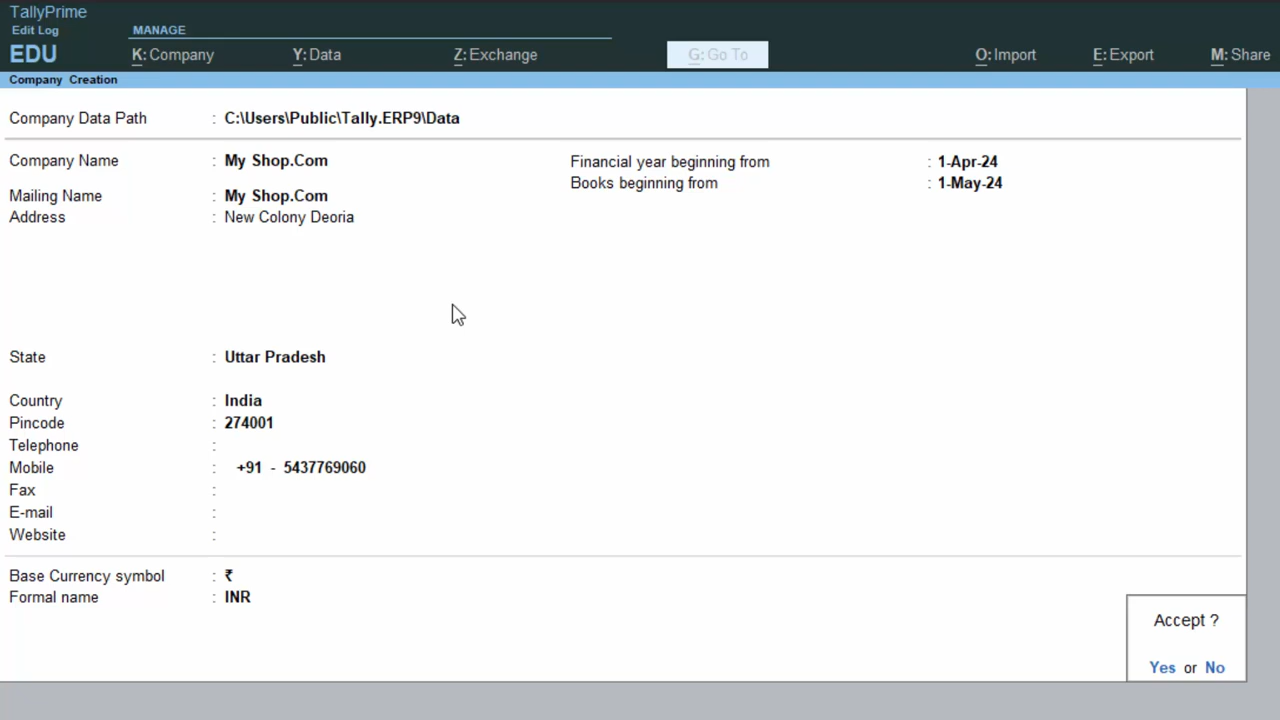 TallyPrime
Edit Log
EDU
MANAGE
K: Company
Y: Data
Z: Exchange
G: Go To
O: Import
E: Export
M: Share
Company Creation
Company Data Path : C:\Users\Public\Tally.ERP9\Data
Company Name : My Shop.Com
Financial year beginning from : 1-Apr-24
Books beginning from : 1-May-24
Mailing Name : My Shop.Com
Address : New Colony Deoria
State : Uttar Pradesh
Country : India
Pincode : 274001
Telephone :
Mobile : +91 - 5437769060
Fax :
E-mail :
Website :
Base Currency symbol : ₹
Formal name : INR
Accept ?
Yes or No